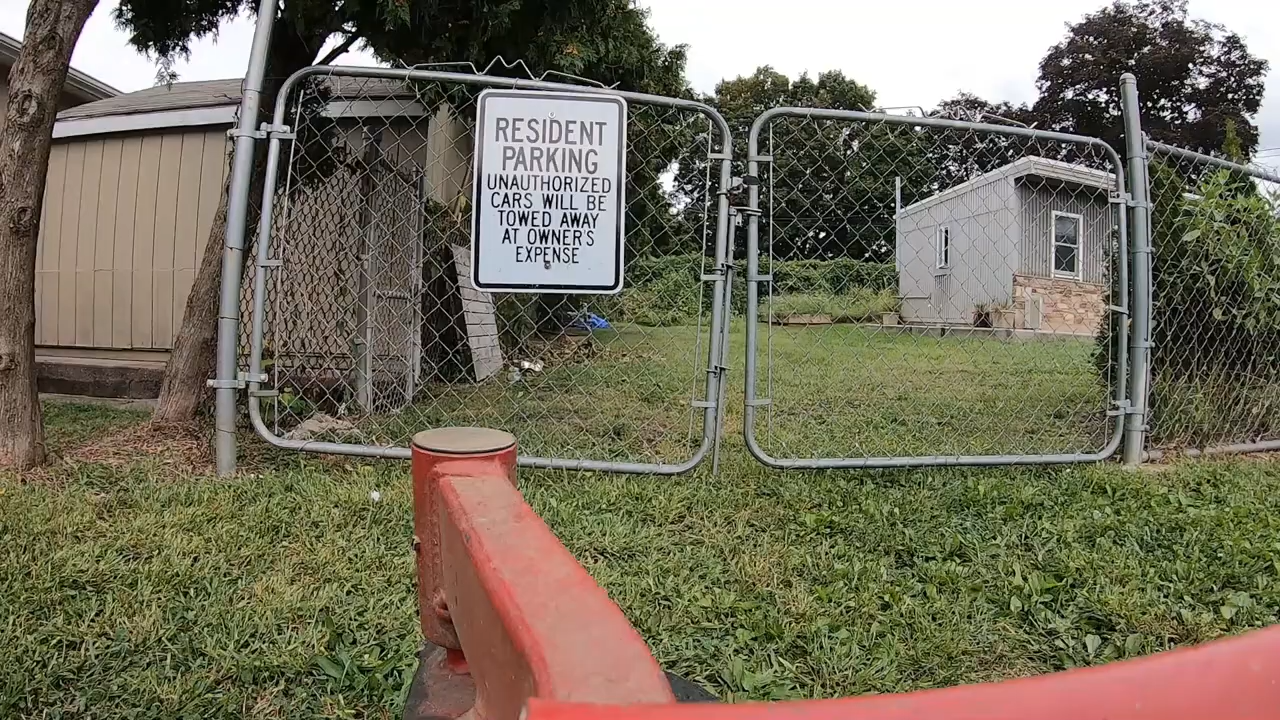 RESIDENT
PARKING
UNAUTHORIZED
CARS WILL BE
TOWED AWAY
AT OWNER'S
EXPENSE